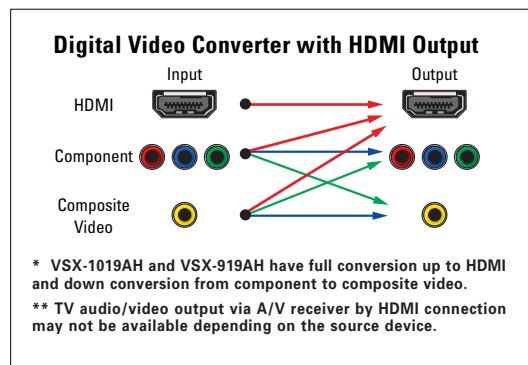 Digital Video Converter with HDMI Output
Input Output
HDMI
Component
Composite
Video
* VSX-1019AH and VSX-919AH have full conversion up to HDMI
and down conversion from component to composite video.
** TV audio/video output via A/V receiver by HDMI connection
may not be available depending on the source device.